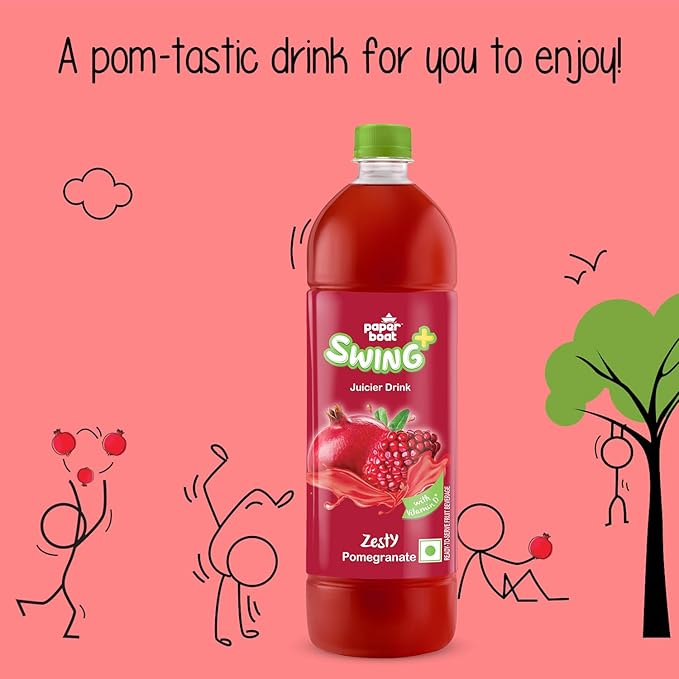 A pom-tastic drink for you to enjoy!
paper
boat
SWING+
Juicier Drink
with
Vitamin D*
Zesty
Pomegranate
READY-TO-SERVE FRUIT BEVERAGE